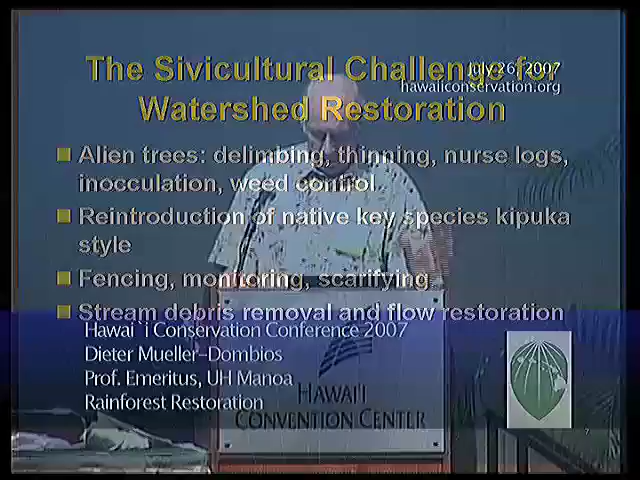 The Sivicultural Challenge for
July 26, 2007
hawaiiconservation.org
Watershed Restoration
Alien trees: delimbing, thinning, nurse logs,
inocculation, weed control
Reintroduction of native key species kipuka
style
Fencing, monitoring, scarifying
Stream debris removal and flow restoration
Hawai`i Conservation Conference 2007
Dieter Mueller-Dombios
Prof. Emeritus, UH Manoa
Rainforest Restoration
HAWAI'I
CONVENTION CENTER
7